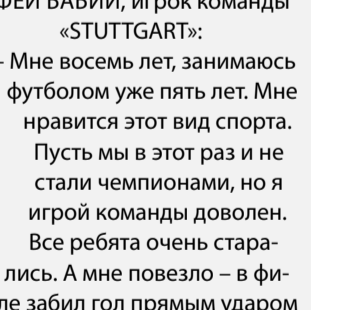 БАБИЙ, игрок команды
«STUTTGART»:
- Мне восемь лет, занимаюсь
футболом уже пять лет. Мне
нравится этот вид спорта.
Пусть мы в этот раз и не
стали чемпионами, но я
игрой команды доволен.
Все ребята очень стара-
лись. А мне повезло – в фи-
ле забил гол прямым ударом